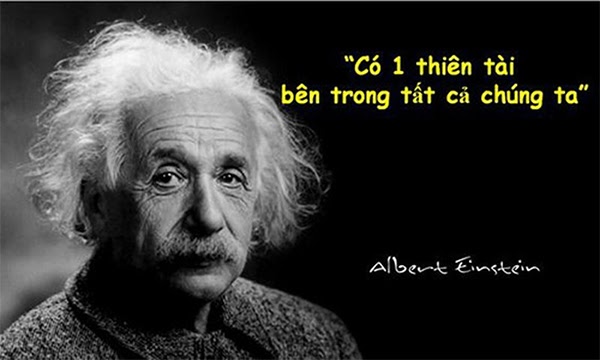 “Có 1 thiên tài
bên trong tất cả chúng ta”
Albert Einstein